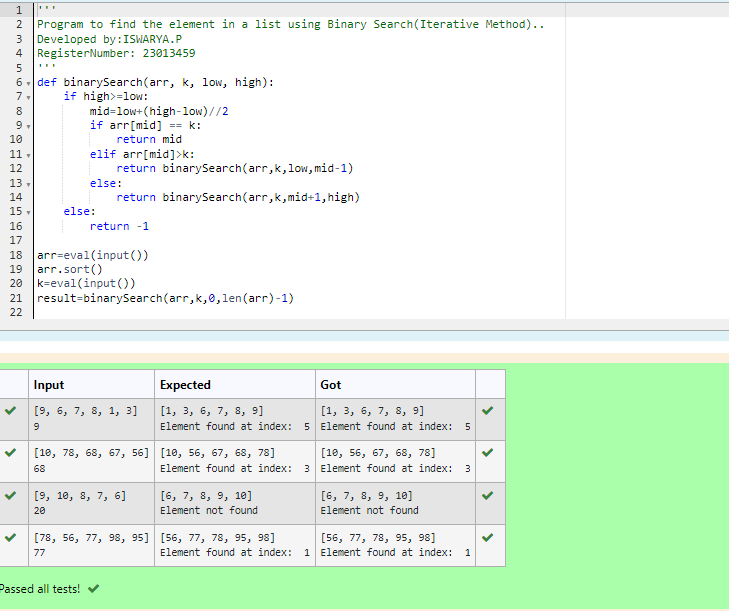 1 '''
2 Program to find the element in a list using Binary Search(Iterative Method)..
3 Developed by:ISWARYA.P
4 RegisterNumber: 23013459
5 '''
6 def binarySearch(arr, k, low, high):
7     if high>=low:
8         mid=low+(high-low)//2
9         if arr[mid] == k:
10             return mid
11         elif arr[mid]>k:
12             return binarySearch(arr,k,low,mid-1)
13         else:
14             return binarySearch(arr,k,mid+1,high)
15     else:
16         return -1
17
18 arr=eval(input())
19 arr.sort()
20 k=eval(input())
21 result=binarySearch(arr,k,0,len(arr)-1)
22
Input Expected Got
[9, 6, 7, 8, 1, 3] [1, 3, 6, 7, 8, 9] [1, 3, 6, 7, 8, 9]
9 Element found at index:  5 Element found at index:  5
[10, 78, 68, 67, 56] [10, 56, 67, 68, 78] [10, 56, 67, 68, 78]
68 Element found at index:  3 Element found at index:  3
[9, 10, 8, 7, 6] [6, 7, 8, 9, 10] [6, 7, 8, 9, 10]
20 Element not found Element not found
[78, 56, 77, 98, 95] [56, 77, 78, 95, 98] [56, 77, 78, 95, 98]
77 Element found at index:  1 Element found at index:  1
Passed all tests!